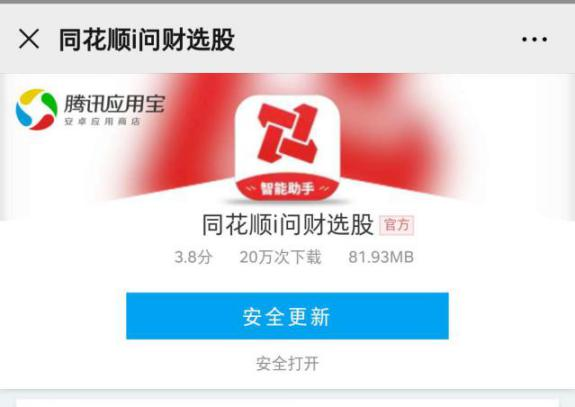 同花顺i问财选股
腾讯应用宝
安卓应用商店
智能助手
同花顺i问财选股 官方
3.8分 20万次下载 81.93MB
安全更新
安全打开